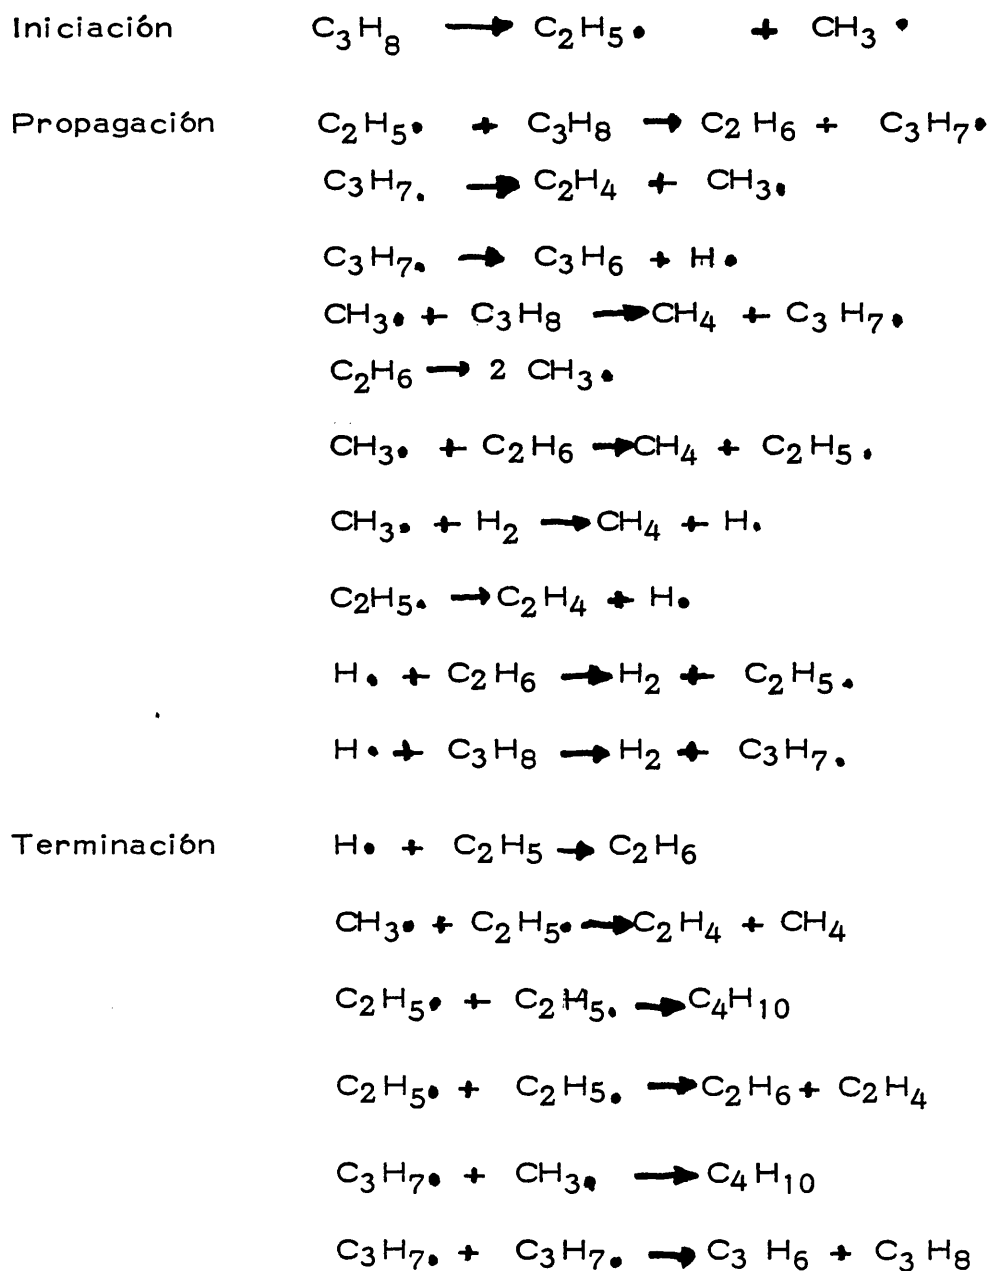 Iniciación C₃H₈ → C₂H₅• + CH₃•
Propagación C₂H₅• + C₃H₈ → C₂H₆ + C₃H₇•
C₃H₇. → C₂H₄ + CH₃•
C₃H₇• → C₃H₆ + H•
CH₃• + C₃H₈ → CH₄ + C₃H₇•
C₂H₆ → 2 CH₃•
CH₃• + C₂H₆ → CH₄ + C₂H₅.
CH₃• + H₂ → CH₄ + H.
C₂H₅. → C₂H₄ + H•
H. + C₂H₆ → H₂ + C₂H₅.
H• + C₃H₈ → H₂ + C₃H₇.
Terminación H• + C₂H₅ → C₂H₆
CH₃• + C₂H₅• → C₂H₄ + CH₄
C₂H₅• + C₂H₅. → C₄H₁₀
C₂H₅• + C₂H₅. → C₂H₆ + C₂H₄
C₃H₇• + CH₃• → C₄H₁₀
C₃H₇. + C₃H₇. → C₃H₆ + C₃H₈